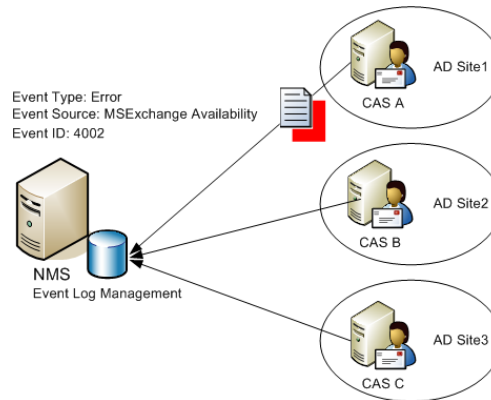 Event Type: Error
Event Source: MSExchange Availability
Event ID: 4002
AD Site1
CAS A
AD Site2
CAS B
NMS
Event Log Management
AD Site3
CAS C